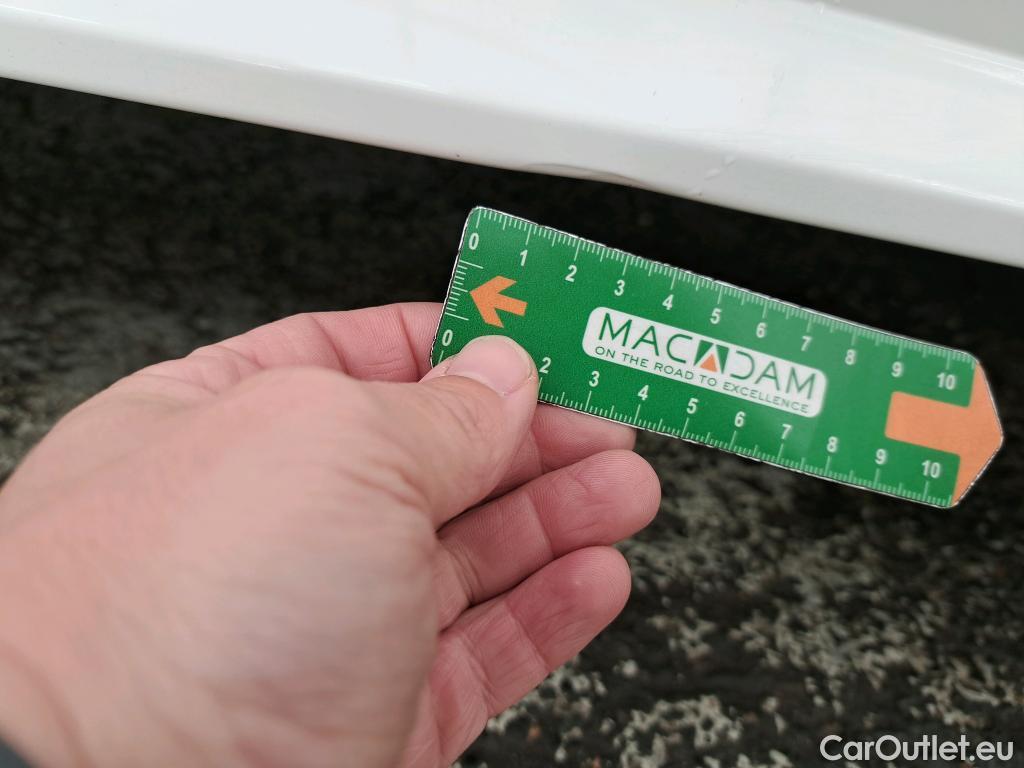 0 1 2 3 4 5 6 7 8 9 10
MACADAM
ON THE ROAD TO EXCELLENCE
0 2 3 4 5 6 7 8 9 10
CarOutlet.eu